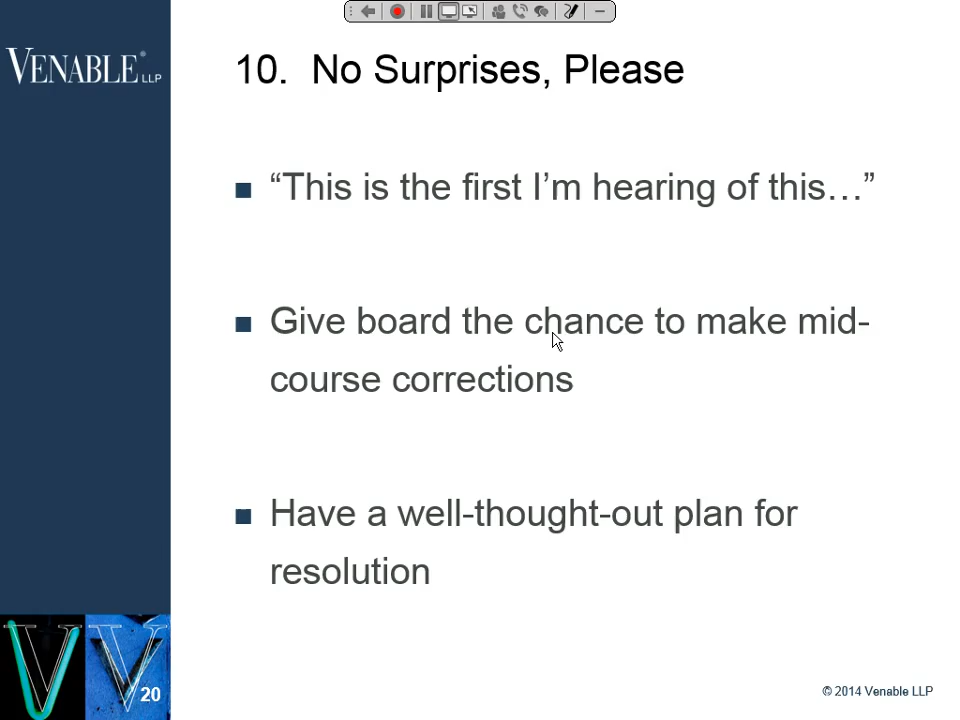 VENABLE® LLP
10. No Surprises, Please
■ “This is the first I’m hearing of this…”
■ Give board the chance to make mid-
course corrections
■ Have a well-thought-out plan for
resolution
V V
20
© 2014 Venable LLP